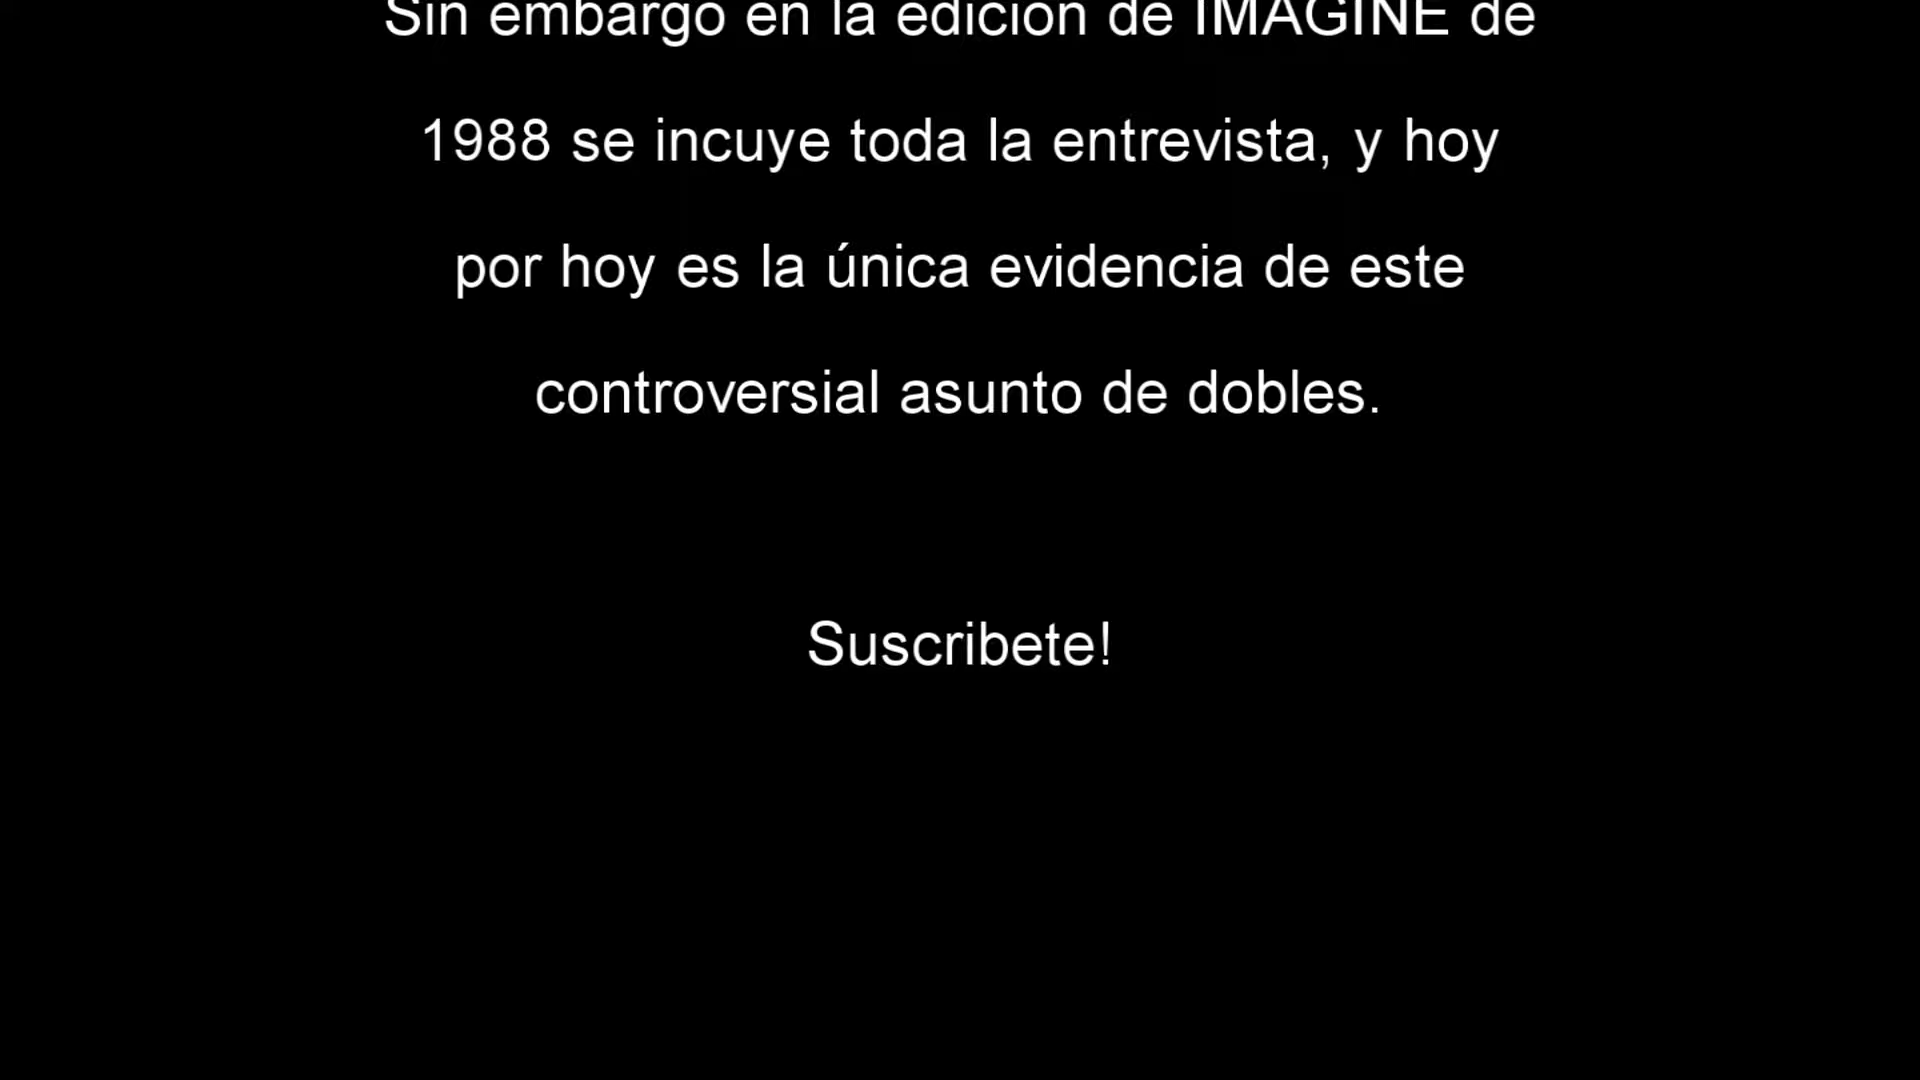 Sin embargo en la edición de IMAGINE de
1988 se incuye toda la entrevista, y hoy
por hoy es la única evidencia de este
controversial asunto de dobles.
Suscribete!